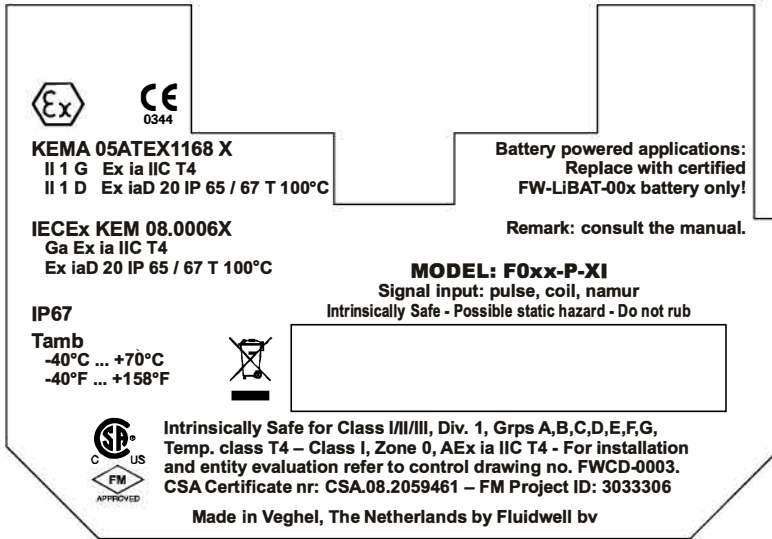 Ex
CE
0344
KEMA 05ATEX1168 X
II 1 G Ex ia IIC T4
II 1 D Ex iaD 20 IP 65 / 67 T 100°C
Battery powered applications:
Replace with certified
FW-LiBAT-00x battery only!
IECEx KEM 08.0006X
Ga Ex ia IIC T4
Ex iaD 20 IP 65 / 67 T 100°C
Remark: consult the manual.
MODEL: F0xx-P-XI
Signal input: pulse, coil, namur
Intrinsically Safe - Possible static hazard - Do not rub
IP67
Tamb
-40°C ... +70°C
-40°F ... +158°F
SA®
C US
FM
APPROVED
Intrinsically Safe for Class I/II/III, Div. 1, Grps A,B,C,D,E,F,G,
Temp. class T4 – Class I, Zone 0, AEx ia IIC T4 - For installation
and entity evaluation refer to control drawing no. FWCD-0003.
CSA Certificate nr: CSA.08.2059461 – FM Project ID: 3033306
Made in Veghel, The Netherlands by Fluidwell bv